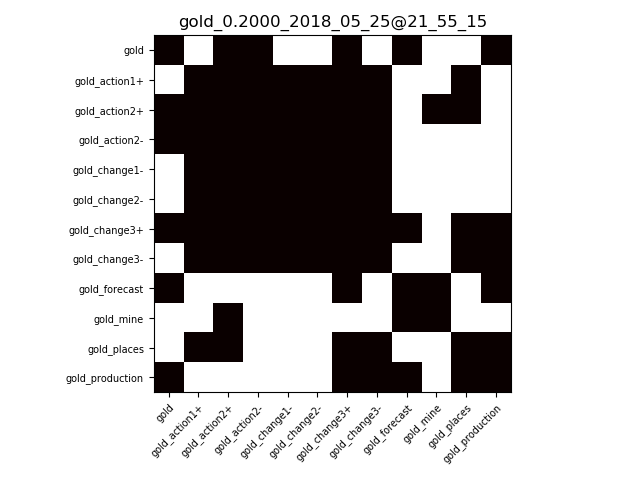 gold_0.2000_2018_05_25@21_55_15
gold
gold_action1+
gold_action2+
gold_action2-
gold_change1-
gold_change2-
gold_change3+
gold_change3-
gold_forecast
gold_mine
gold_places
gold_production
gold
gold_action1+
gold_action2+
gold_action2-
gold_change1-
gold_change2-
gold_change3+
gold_change3-
gold_forecast
gold_mine
gold_places
gold_production